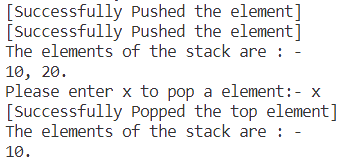 [Successfully Pushed the element]
[Successfully Pushed the element]
The elements of the stack are : -
10, 20.
Please enter x to pop a element:- x
[Successfully Popped the top element]
The elements of the stack are : -
10.